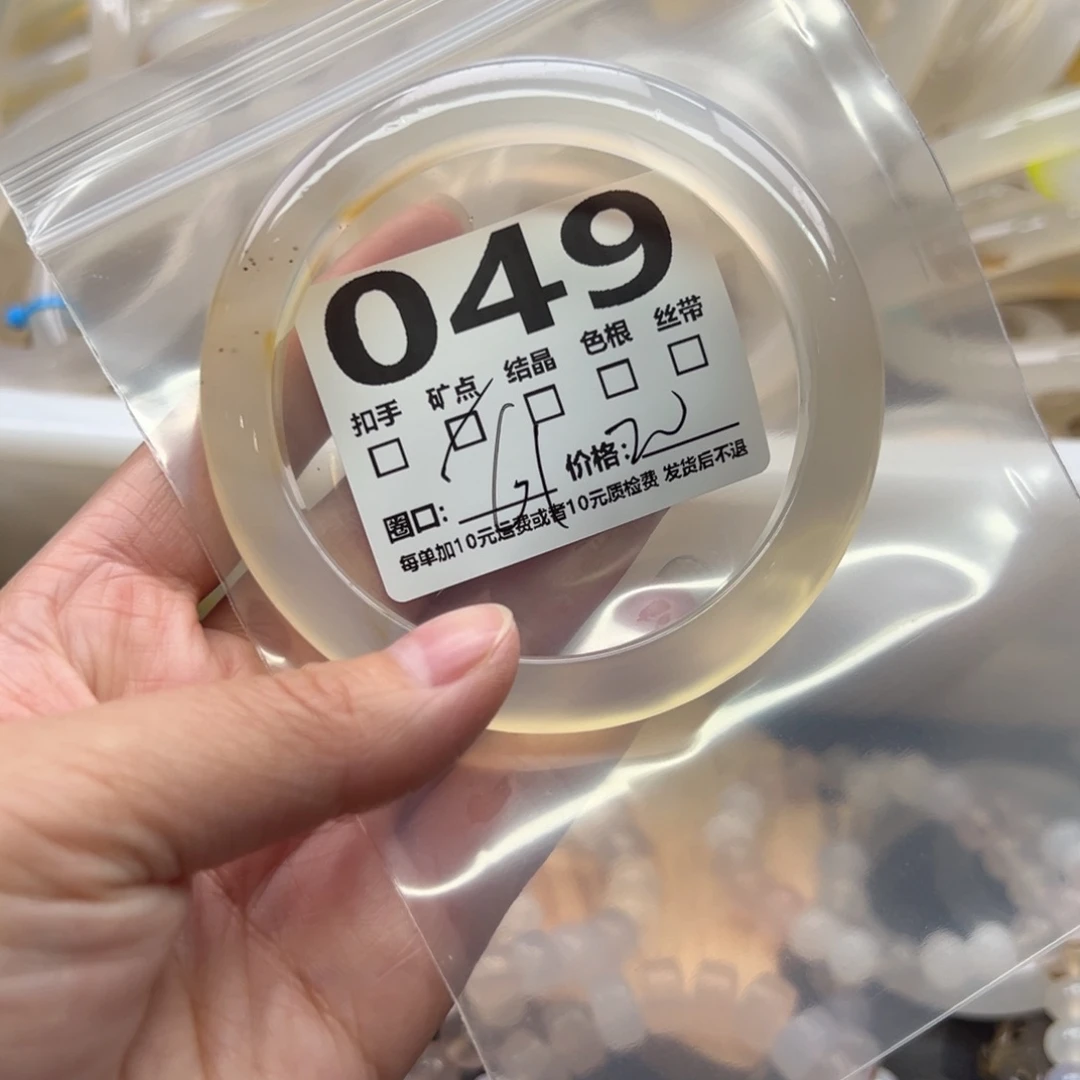 049
扣手 矿点 结晶 色根 丝带
圈口: 价格:20
每单加10元运费或者10元质检费 发货后不退